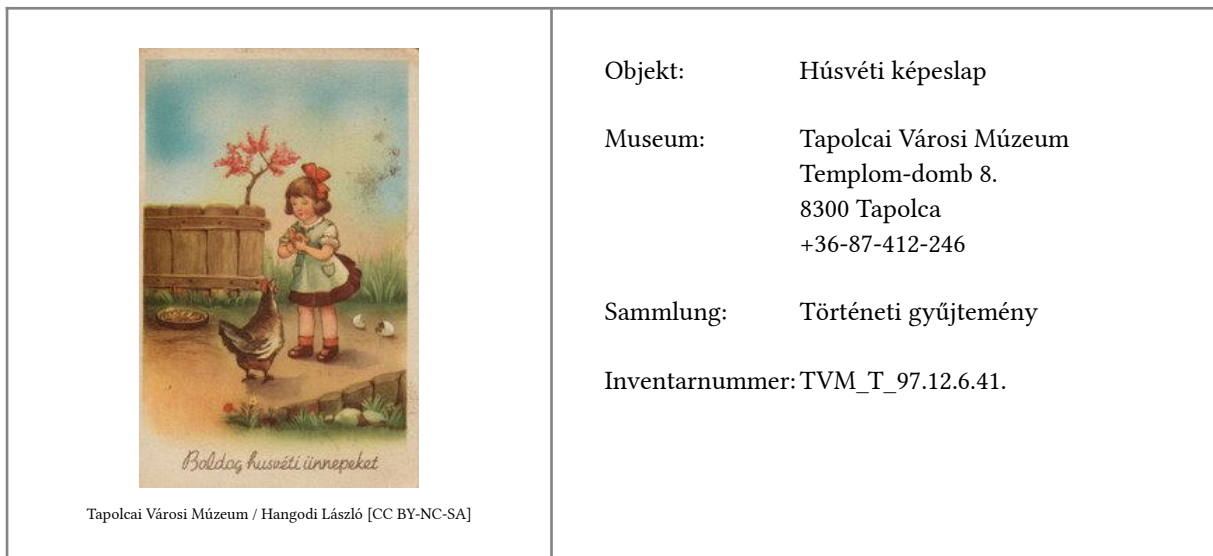 Boldog husvéti ünnepeket
Tapolcai Városi Múzeum / Hangodi László [CC BY-NC-SA]
Objekt: Húsvéti képeslap
Museum: Tapolcai Városi Múzeum
Templom-domb 8.
8300 Tapolca
+36-87-412-246
Sammlung: Történeti gyűjtemény
Inventarnummer: TVM_T_97.12.6.41.